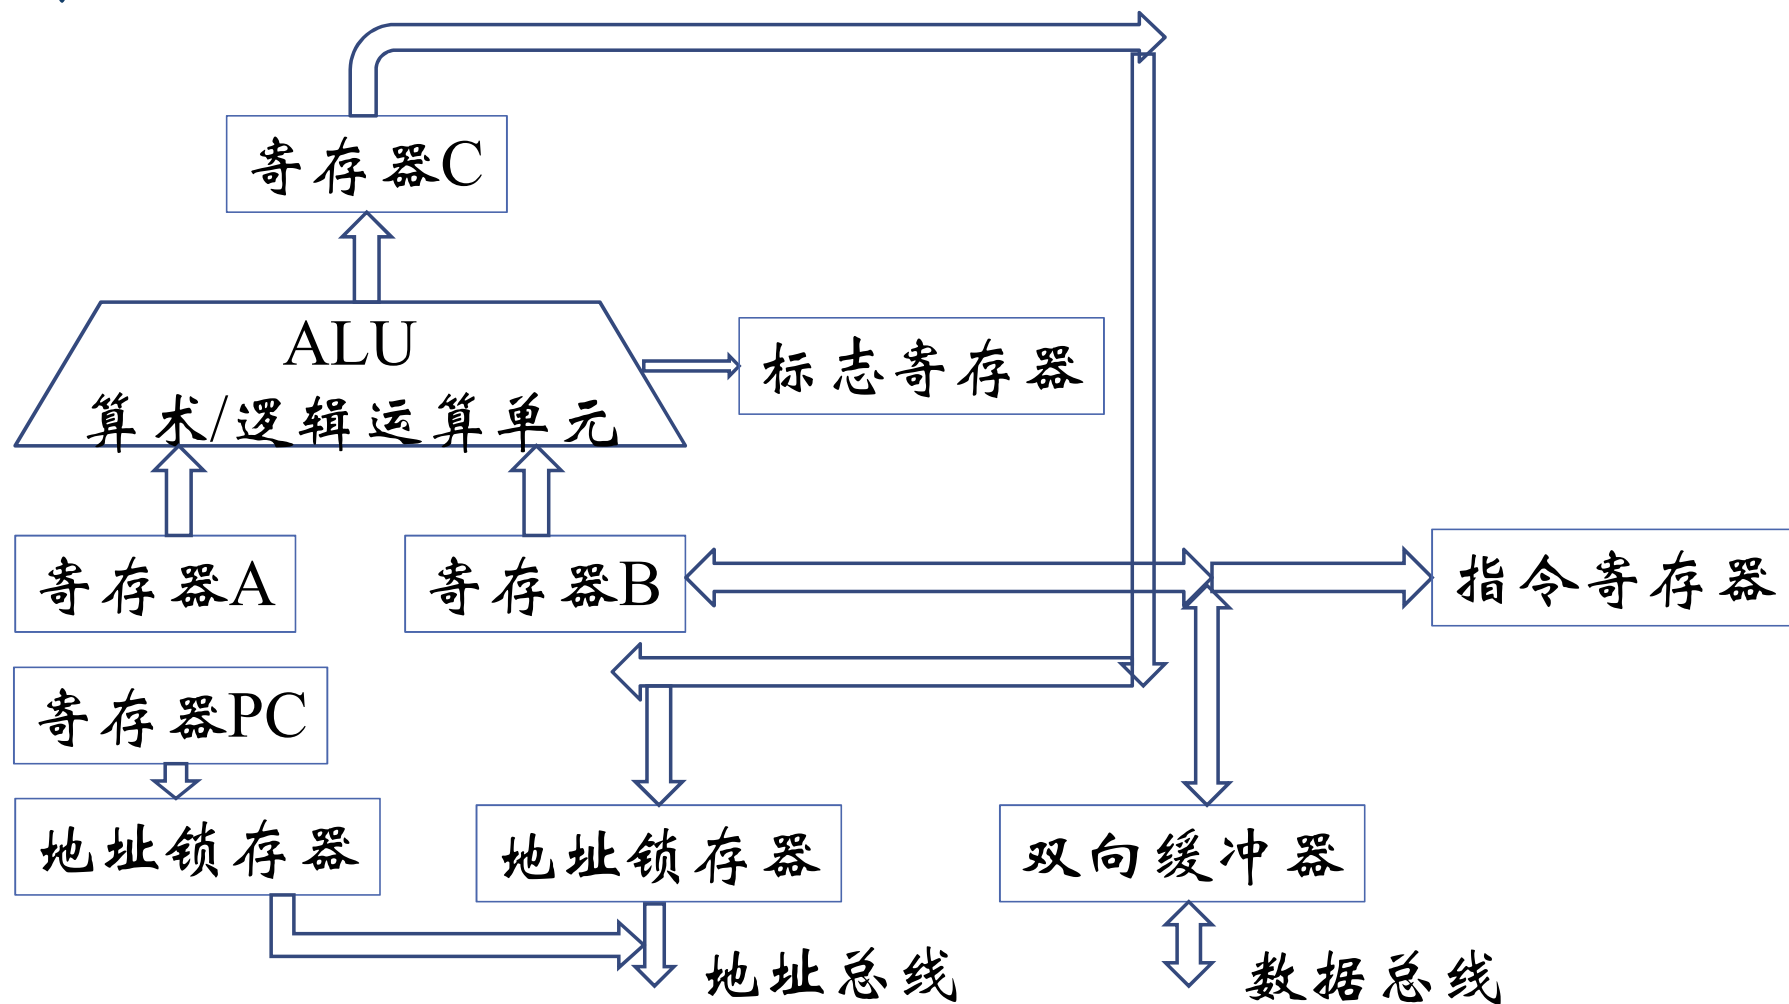 寄存器C
ALU
算术/逻辑运算单元
标志寄存器
寄存器A
寄存器B
指令寄存器
寄存器PC
地址锁存器
地址锁存器
双向缓冲器
地址总线
数据总线